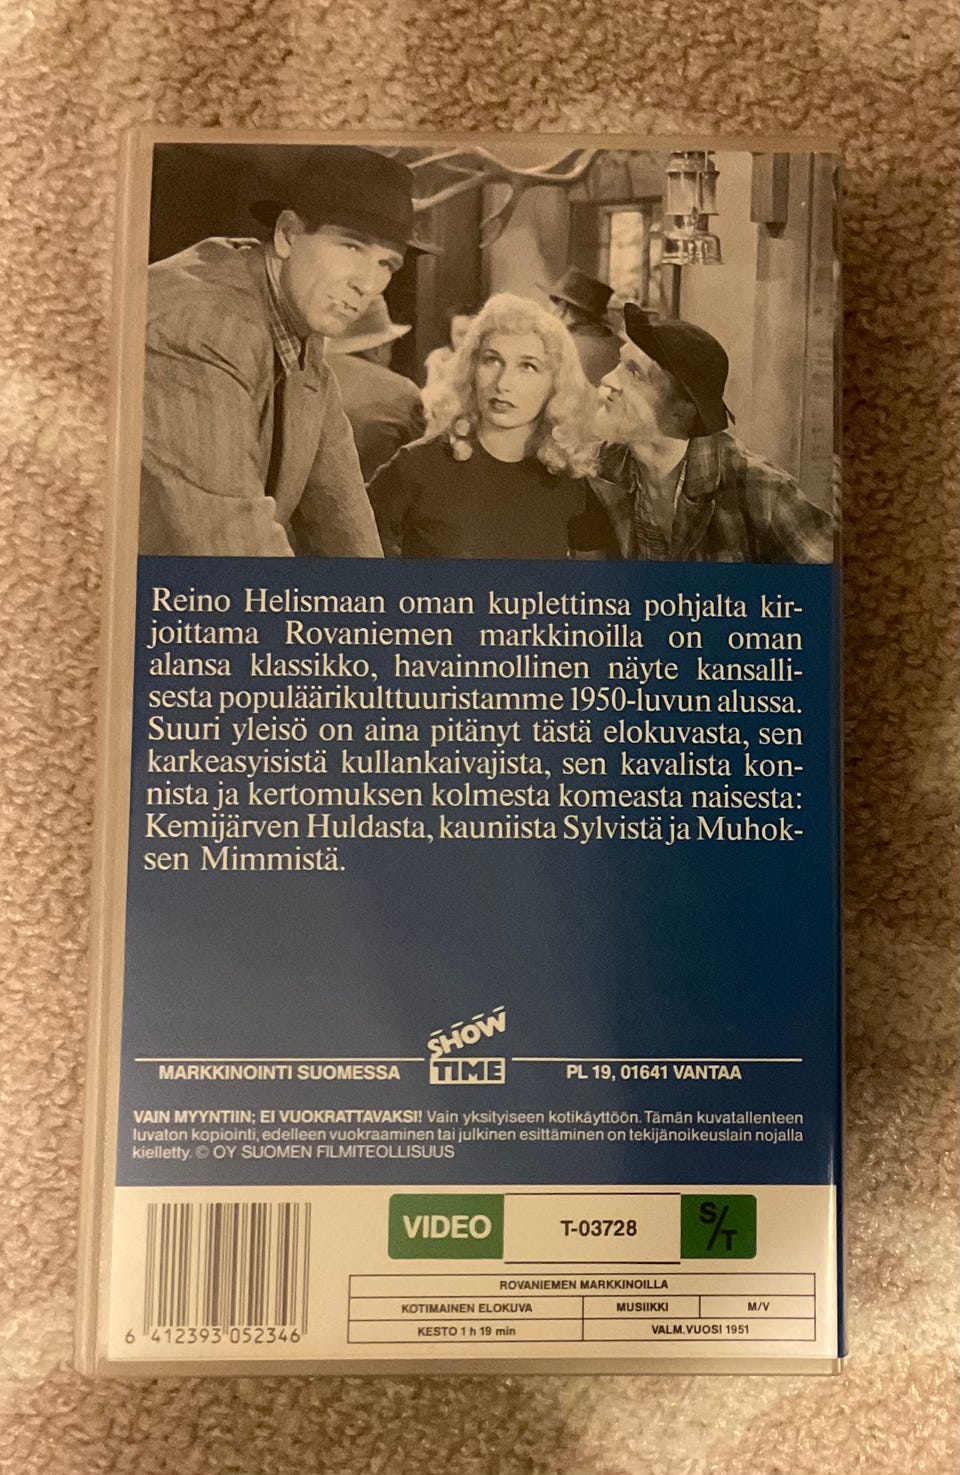 Reino Helismaan oman kuplettinsa pohjalta kir-
joittama Rovaniemen markkinoilla on oman
alansa klassikko, havainnollinen näyte kansalli-
sesta populäärikulttuuristamme 1950-luvun alussa.
Suuri yleisö on aina pitänyt tästä elokuvasta, sen
karkeasyisistä kullankaivajista, sen kavalista kon-
nista ja kertomuksen kolmesta komeasta naisesta:
Kemijärven Huldasta, kauniista Sylvistä ja Muhok-
sen Mimmistä.
SHOW
TIME
MARKKINOINTI SUOMESSA
PL 19, 01641 VANTAA
VAIN MYYNTIIN; EI VUOKRATTAVAKSI! Vain yksityiseen kotikäyttöön. Tämän kuvatallenteen
luvaton kopiointi, edelleen vuokraaminen tai julkinen esittäminen on tekijänoikeuslain nojalla
kielletty. © OY SUOMEN FILMITEOLLISUUS
VIDEO T-03728 S/T
ROVANIEMEN MARKKINOILLA
KOTIMAINEN ELOKUVA MUSIIKKI M/V
KESTO 1 h 19 min VALM.VUOSI 1951
6 412393 052346